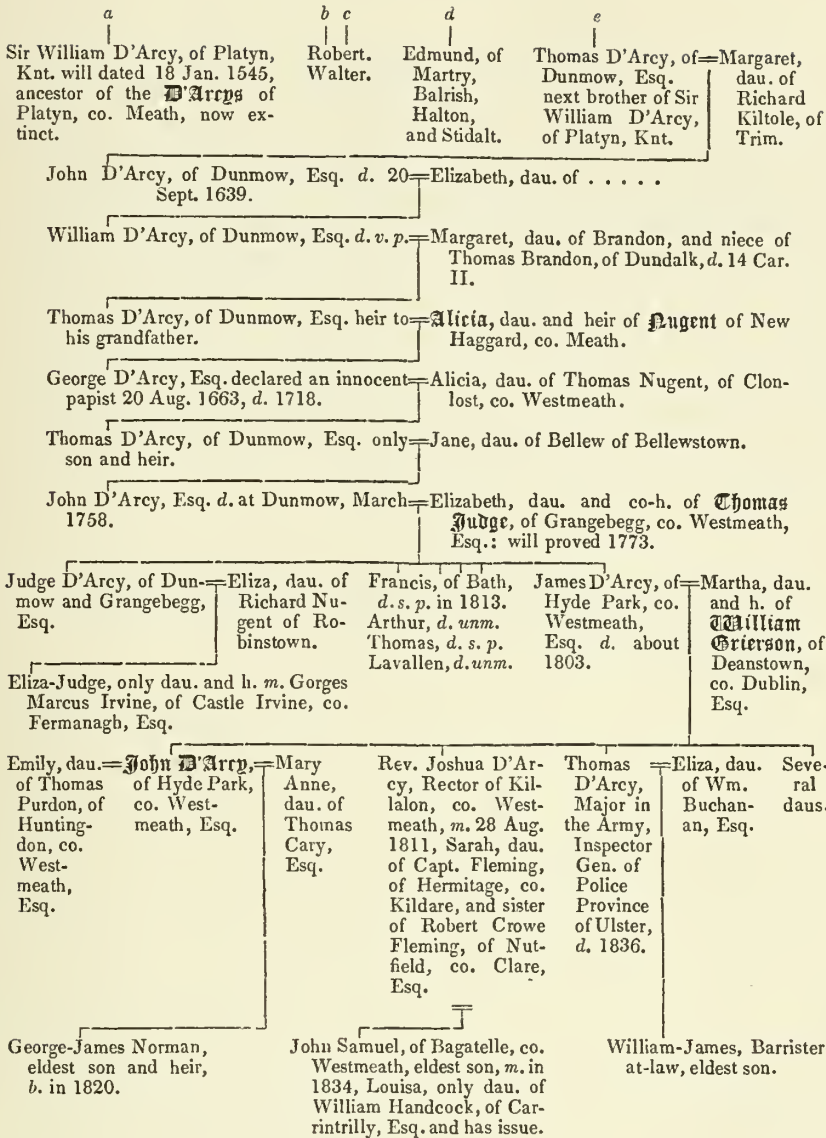 a
b c
d
e
Sir William D'Arcy, of Platyn,
Knt. will dated 18 Jan. 1545,
ancestor of the D'Arcys of
Platyn, co. Meath, now ex-
tinct.
Robert.
Walter.
Edmund, of
Martry,
Balrish,
Halton,
and Stidalt.
Thomas D'Arcy, of
Dunmow, Esq.
next brother of Sir
William D'Arcy,
of Platyn, Knt.
Margaret,
dau. of
Richard
Kiltole, of
Trim.
John D'Arcy, of Dunmow, Esq. d. 20
Sept. 1639.
Elizabeth, dau. of . . . . .
William D'Arcy, of Dunmow, Esq. d. v. p.
Margaret, dau. of Brandon, and niece of
Thomas Brandon, of Dundalk, d. 14 Car.
II.
Thomas D'Arcy, of Dunmow, Esq. heir to
his grandfather.
Alicia, dau. and heir of Nugent of New
Haggard, co. Meath.
George D'Arcy, Esq. declared an innocent
papist 20 Aug. 1663, d. 1718.
Alicia, dau. of Thomas Nugent, of Clon-
lost, co. Westmeath.
Thomas D'Arcy, of Dunmow, Esq. only
son and heir.
Jane, dau. of Bellew of Bellewstown.
John D'Arcy, Esq. d. at Dunmow, March
1758.
Elizabeth, dau. and co-h. of Thomas
Judge, of Grangebegg, co. Westmeath,
Esq.: will proved 1773.
Judge D'Arcy, of Dun-
mow and Grangebegg,
Esq.
Eliza, dau. of
Richard Nu-
gent of Ro-
binstown.
Francis, of Bath,
d. s. p. in 1813.
Arthur, d. unm.
Thomas, d. s. p.
Lavallen, d. unm.
James D'Arcy, of
Hyde Park, co.
Westmeath,
Esq. d. about
1803.
Martha, dau.
and h. of
William
Grierson, of
Deanstown,
co. Dublin,
Esq.
Eliza-Judge, only dau. and h. m. Gorges
Marcus Irvine, of Castle Irvine, co.
Fermanagh, Esq.
Emily, dau.
of Thomas
Purdon, of
Hunting-
don, co.
West-
meath,
Esq.
John D'Arcy,
of Hyde Park,
co. West-
meath, Esq.
Mary
Anne,
dau. of
Thomas
Cary,
Esq.
Rev. Joshua D'Ar-
cy, Rector of Kil-
lalon, co. West-
meath, m. 28 Aug.
1811, Sarah, dau.
of Capt. Fleming,
of Hermitage, co.
Kildare, and sister
of Robert Crowe
Fleming, of Nut-
field, co. Clare,
Esq.
Thomas
D'Arcy,
Major in
the Army,
Inspector
Gen. of
Police
Province
of Ulster,
d. 1836.
Eliza, dau.
of Wm.
Buchan-
an, Esq.
Seve-
ral
daus.
George-James Norman,
eldest son and heir,
b. in 1820.
John Samuel, of Bagatelle, co.
Westmeath, eldest son, m. in
1834, Louisa, only dau. of
William Handcock, of Car-
rintrilly, Esq. and has issue.
William-James, Barrister
at-law, eldest son.